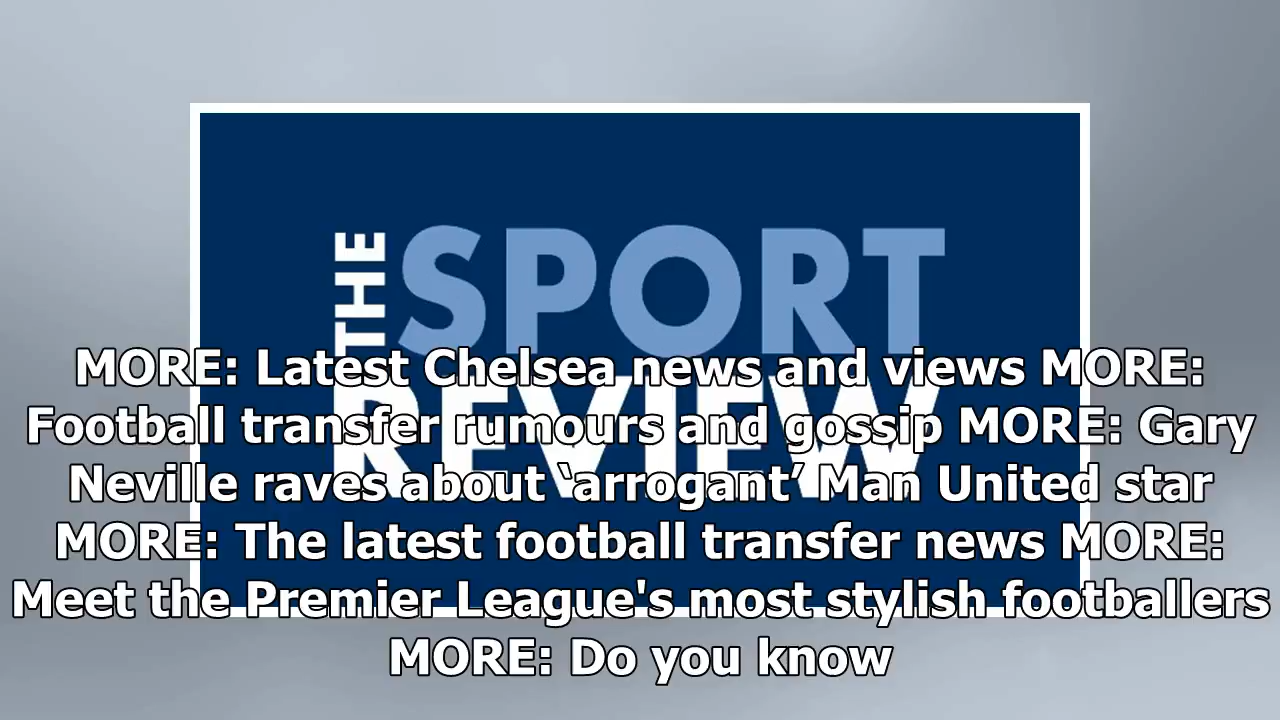 THE
SPORT
REVIEW
MORE: Latest Chelsea news and views MORE:
Football transfer rumours and gossip MORE: Gary
Neville raves about ‘arrogant’ Man United star
MORE: The latest football transfer news MORE:
Meet the Premier League's most stylish footballers
MORE: Do you know